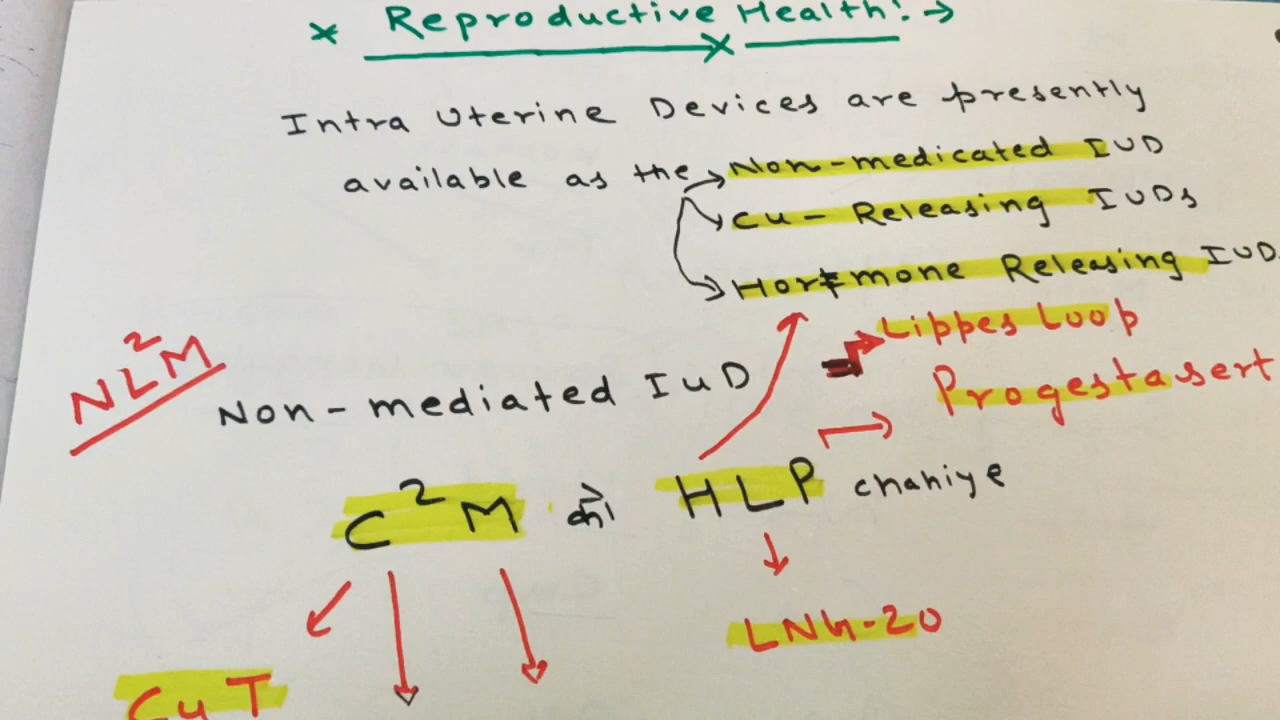 * Reproductive Health: →
Intra Uterine Devices are presently
available as the → Non-medicated IUD
Cu- Releasing IUDs
Hormone Releasing IUD
Lippes Loop
Progestasert
NL²M
Non-mediated IuD
C²M को HLP chahiye
LNh-20
CuT